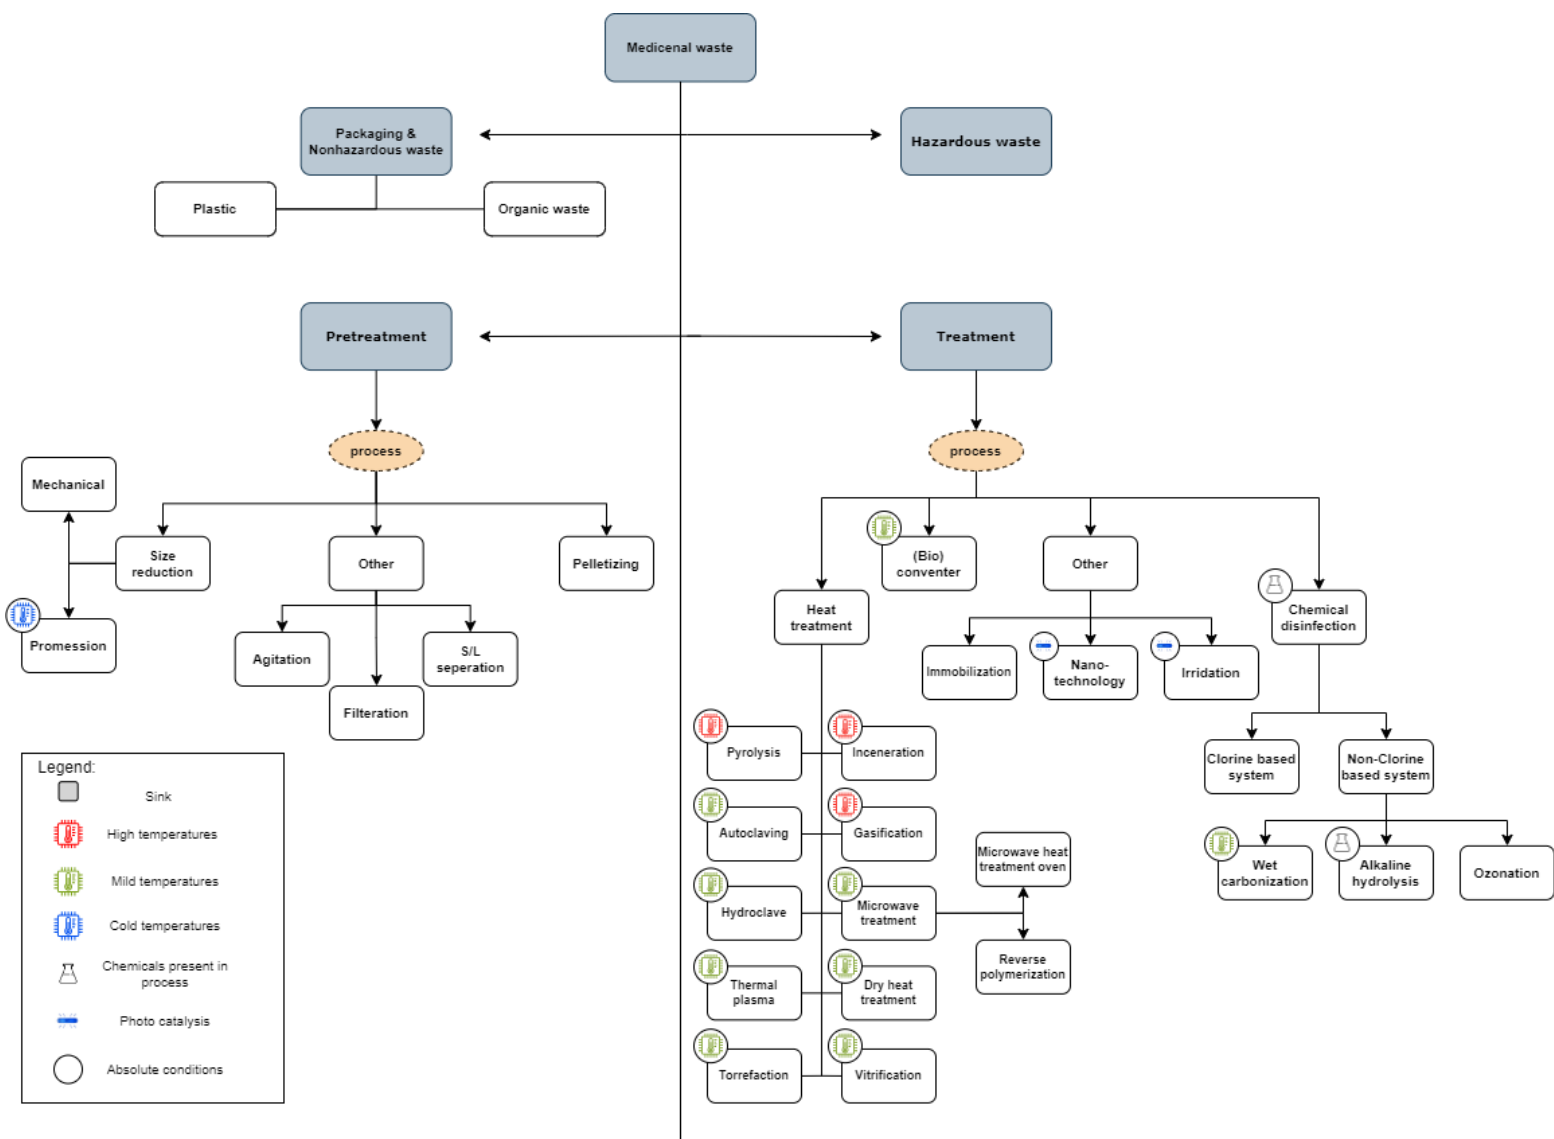 Medicenal waste
Packaging &
Nonhazardous waste
Hazardous waste
Plastic
Organic waste
Pretreatment
Treatment
process
process
Mechanical
Size
reduction
Other
Pelletizing
Promession
Agitation
S/L
seperation
Filteration
(Bio)
conventer
Other
Heat
treatment
Chemical
disinfection
Immobilization
Nano-
technology
Irridation
Pyrolysis
Inceneration
Clorine based
system
Non-Clorine
based system
Autoclaving
Gasification
Microwave heat
treatment oven
Wet
carbonization
Alkaline
hydrolysis
Ozonation
Hydroclave
Microwave
treatment
Reverse
polymerization
Thermal
plasma
Dry heat
treatment
Torrefaction
Vitrification
Legend:
Sink
High temperatures
Mild temperatures
Cold temperatures
Chemicals present in
process
Photo catalysis
Absolute conditions